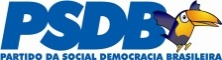 PSDB
PARTIDO DA SOCIAL DEMOCRACIA BRASILEIRA